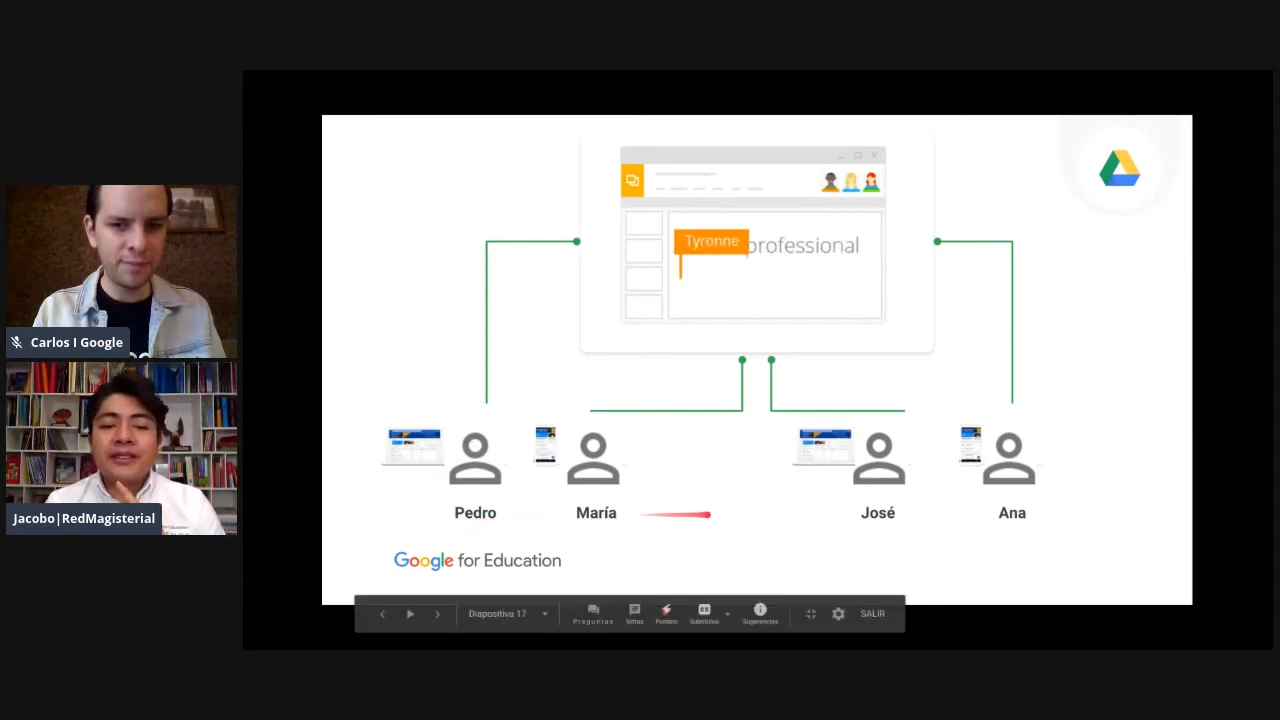 Carlos I Google
Jacobo|RedMagisterial
Tyronne
professional
Pedro
María
José
Ana
Google for Education
Diapositiva 17
Preguntas
Notas
Puntero
Subtítulos
Sugerencias
SALIR